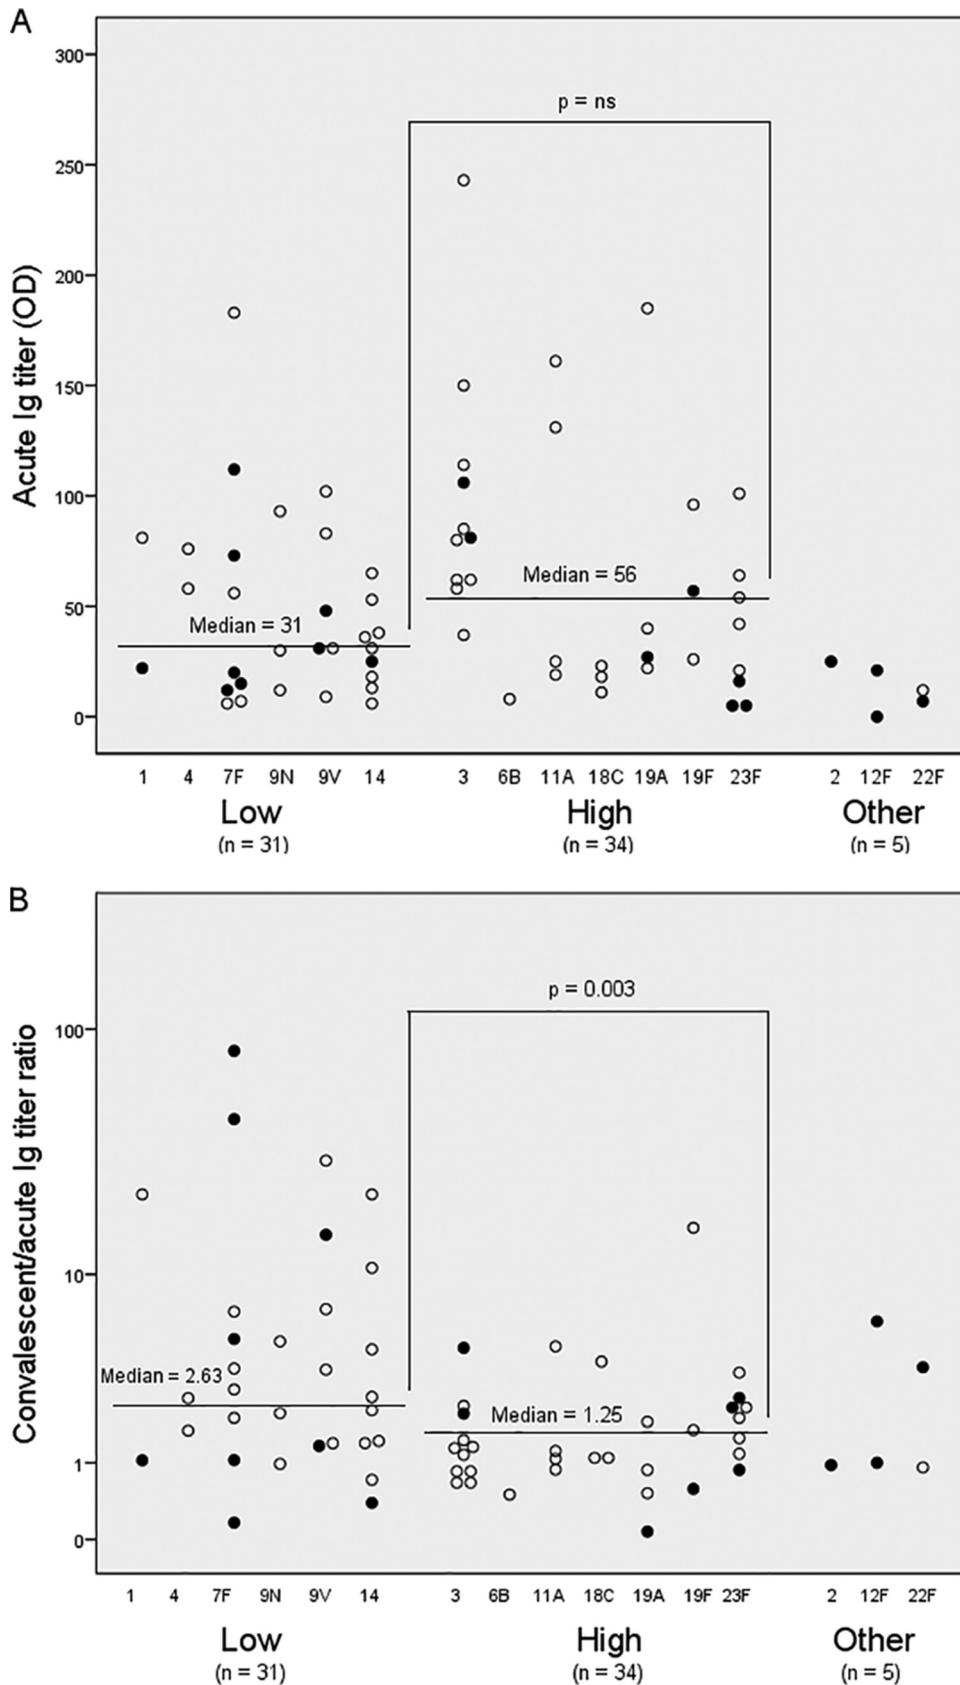 A
300
p = ns
250
200
150
100
50
0
Acute Ig titer (OD)
Median = 31
Median = 56
1 4 7F 9N 9V 14 3 6B 11A 18C 19A 19F 23F 2 12F 22F
Low High Other
(n = 31) (n = 34) (n = 5)
B
p = 0.003
100
10
1
0
Convalescent/acute Ig titer ratio
Median = 2.63
Median = 1.25
1 4 7F 9N 9V 14 3 6B 11A 18C 19A 19F 23F 2 12F 22F
Low High Other
(n = 31) (n = 34) (n = 5)